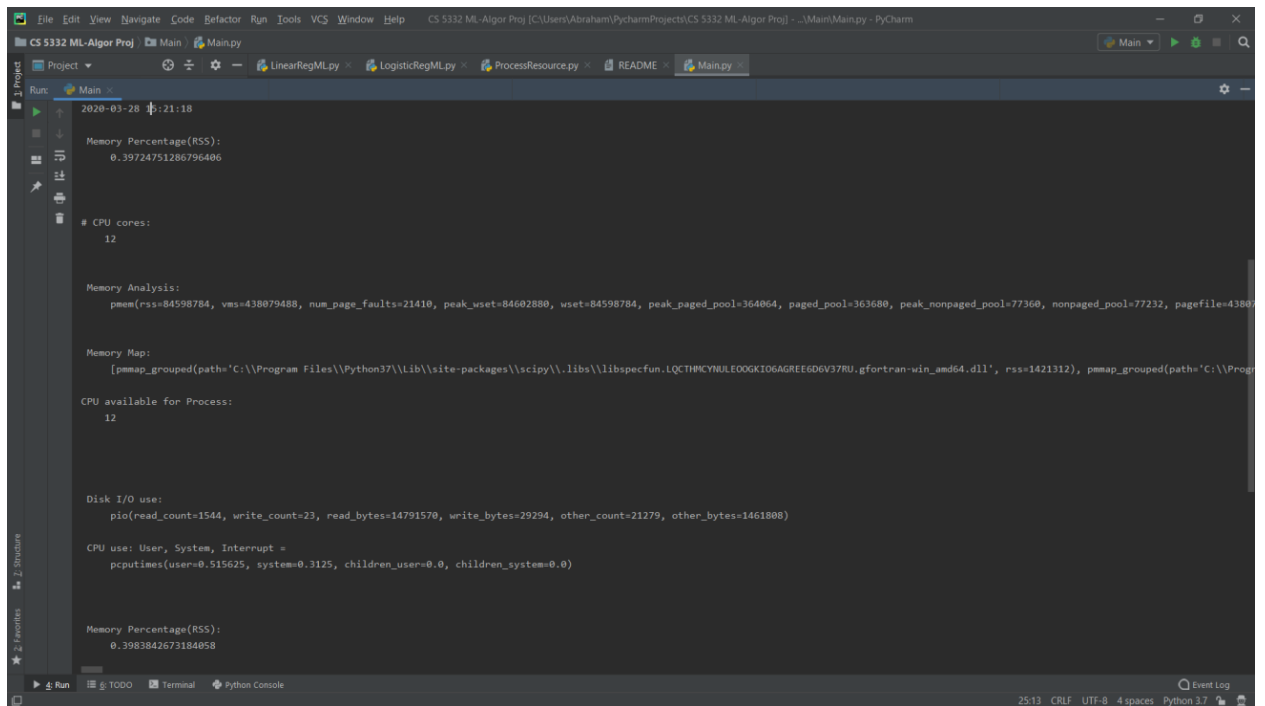 File Edit View Navigate Code Refactor Run Tools VCS Window Help CS 5332 ML-Algor Proj [C:\Users\Abraham\PycharmProjects\CS 5332 ML-Algor Proj] - ...\Main\Main.py - PyCharm
CS 5332 ML-Algor Proj Main Main.py Main
1: Project
Project LinearRegML.py LogisticRegML.py ProcessResource.py README Main.py
Run: Main
2020-03-28 15:21:18
Memory Percentage(RSS):
0.39724751286796406
# CPU cores:
12
Memory Analysis:
pmem(rss=84598784, vms=438079488, num_page_faults=21410, peak_wset=84602880, wset=84598784, peak_paged_pool=364064, paged_pool=363680, peak_nonpaged_pool=77360, nonpaged_pool=77232, pagefile=43807
Memory Map:
[pmmap_grouped(path='C:\\Program Files\\Python37\\Lib\\site-packages\\scipy\\.libs\\libspecfun.LQCTHMCYNULEOOGKIO6AGREE6D6V37RU.gfortran-win_amd64.dll', rss=1421312), pmmap_grouped(path='C:\\Progr
CPU available for Process:
12
Disk I/O use:
pio(read_count=1544, write_count=23, read_bytes=14791570, write_bytes=29294, other_count=21279, other_bytes=1461808)
CPU use: User, System, Interrupt =
pcputimes(user=0.515625, system=0.3125, children_user=0.0, children_system=0.0)
Memory Percentage(RSS):
0.3983842673184058
7: Structure
2: Favorites
4: Run 6: TODO Terminal Python Console Event Log
25:13 CRLF UTF-8 4 spaces Python 3.7